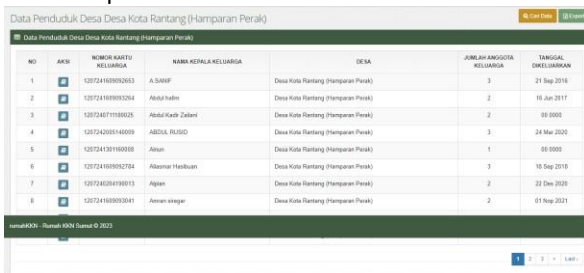 Data Penduduk Desa Desa Kota Rantang (Hamparan Perak)
Cari Data Export
Data Penduduk Desa Desa Kota Rantang (Hamparan Perak)
NO AKSI NOMOR KARTU KELUARGA NAMA KEPALA KELUARGA DESA JUMLAH ANGGOTA KELUARGA TANGGAL DIKELUARKAN
1 1207241609092653 A.SANIF Desa Kota Rantang (Hamparan Perak) 3 21 Sep 2016
2 1207241609093264 Abdul halim Desa Kota Rantang (Hamparan Perak) 2 16 Jun 2017
3 1207240711100025 Abdul Kadir Zailani Desa Kota Rantang (Hamparan Perak) 2 00 0000
4 1207242005140009 ABDUL RUSID Desa Kota Rantang (Hamparan Perak) 3 24 Mar 2020
5 1207241301160008 Ainun Desa Kota Rantang (Hamparan Perak) 1 00 0000
6 1207241609092784 Aliasmar Hasibuan Desa Kota Rantang (Hamparan Perak) 3 18 Sep 2018
7 1207240204190013 Alpian Desa Kota Rantang (Hamparan Perak) 2 22 Dec 2020
8 1207241609093041 Amran siregar Desa Kota Rantang (Hamparan Perak) 2 01 Nop 2021
rumahKKN - Rumah KKN Sumut © 2023
1 2 3 > Last ›